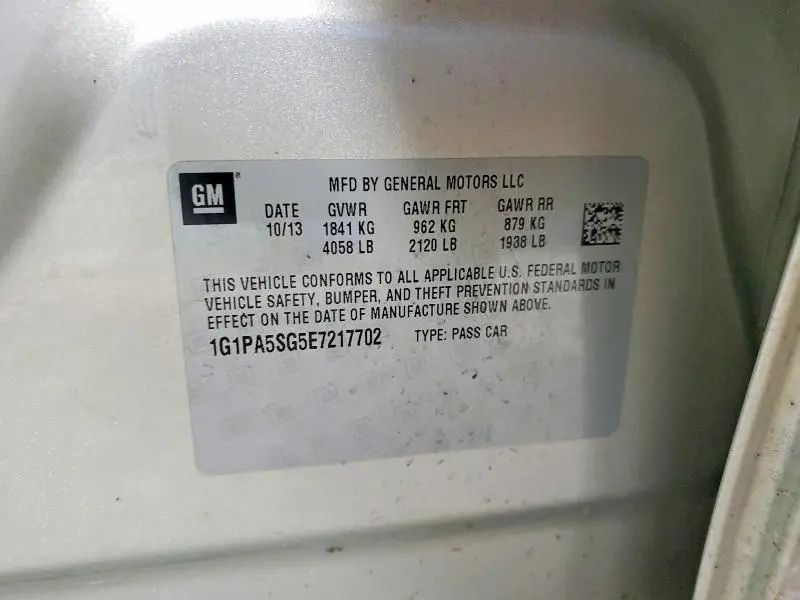 GM
MFD BY GENERAL MOTORS LLC
DATE GVWR GAWR FRT GAWR RR
10/13 1841 KG 962 KG 879 KG
4058 LB 2120 LB 1938 LB
THIS VEHICLE CONFORMS TO ALL APPLICABLE U.S. FEDERAL MOTOR
VEHICLE SAFETY, BUMPER, AND THEFT PREVENTION STANDARDS IN
EFFECT ON THE DATE OF MANUFACTURE SHOWN ABOVE.
1G1PA5SG5E7217702 TYPE: PASS CAR